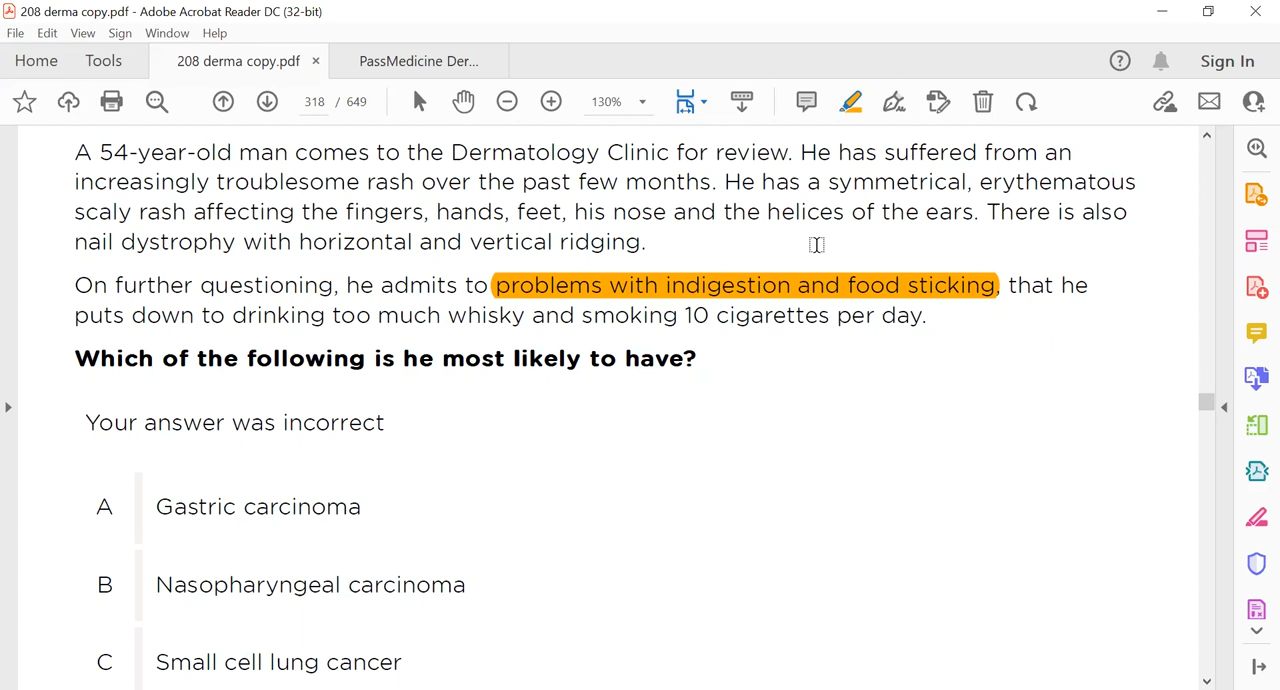 208 derma copy.pdf - Adobe Acrobat Reader DC (32-bit)
File Edit View Sign Window Help
Home Tools 208 derma copy.pdf × PassMedicine Der... Sign In
318 / 649 130%
A 54-year-old man comes to the Dermatology Clinic for review. He has suffered from an
increasingly troublesome rash over the past few months. He has a symmetrical, erythematous
scaly rash affecting the fingers, hands, feet, his nose and the helices of the ears. There is also
nail dystrophy with horizontal and vertical ridging.
On further questioning, he admits to problems with indigestion and food sticking, that he
puts down to drinking too much whisky and smoking 10 cigarettes per day.
Which of the following is he most likely to have?
Your answer was incorrect
A Gastric carcinoma
B Nasopharyngeal carcinoma
C Small cell lung cancer